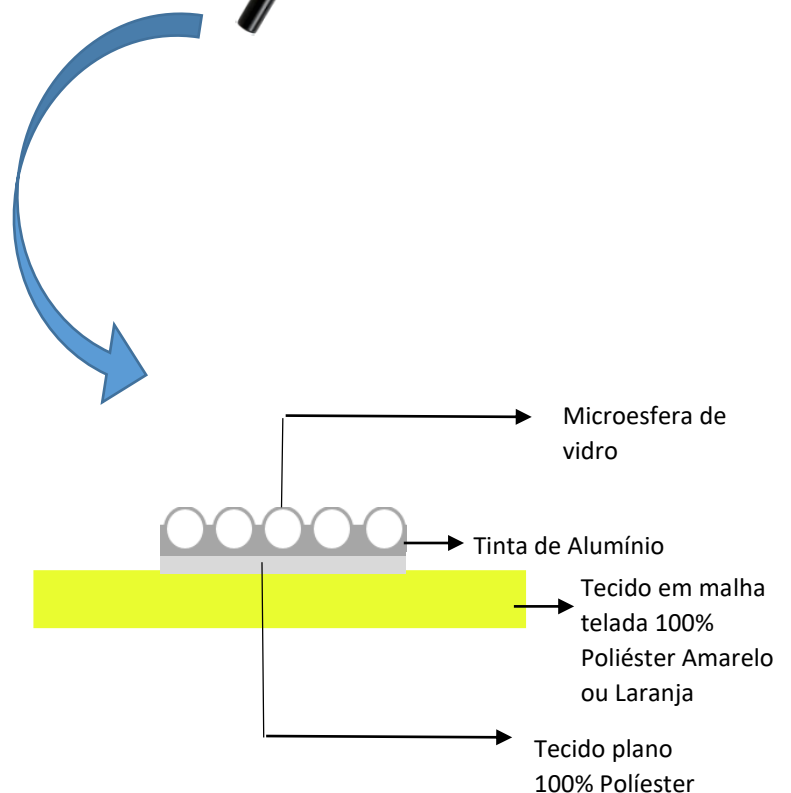 Microesfera de
vidro
Tinta de Alumínio
Tecido em malha
telada 100%
Poliéster Amarelo
ou Laranja
Tecido plano
100% Políester